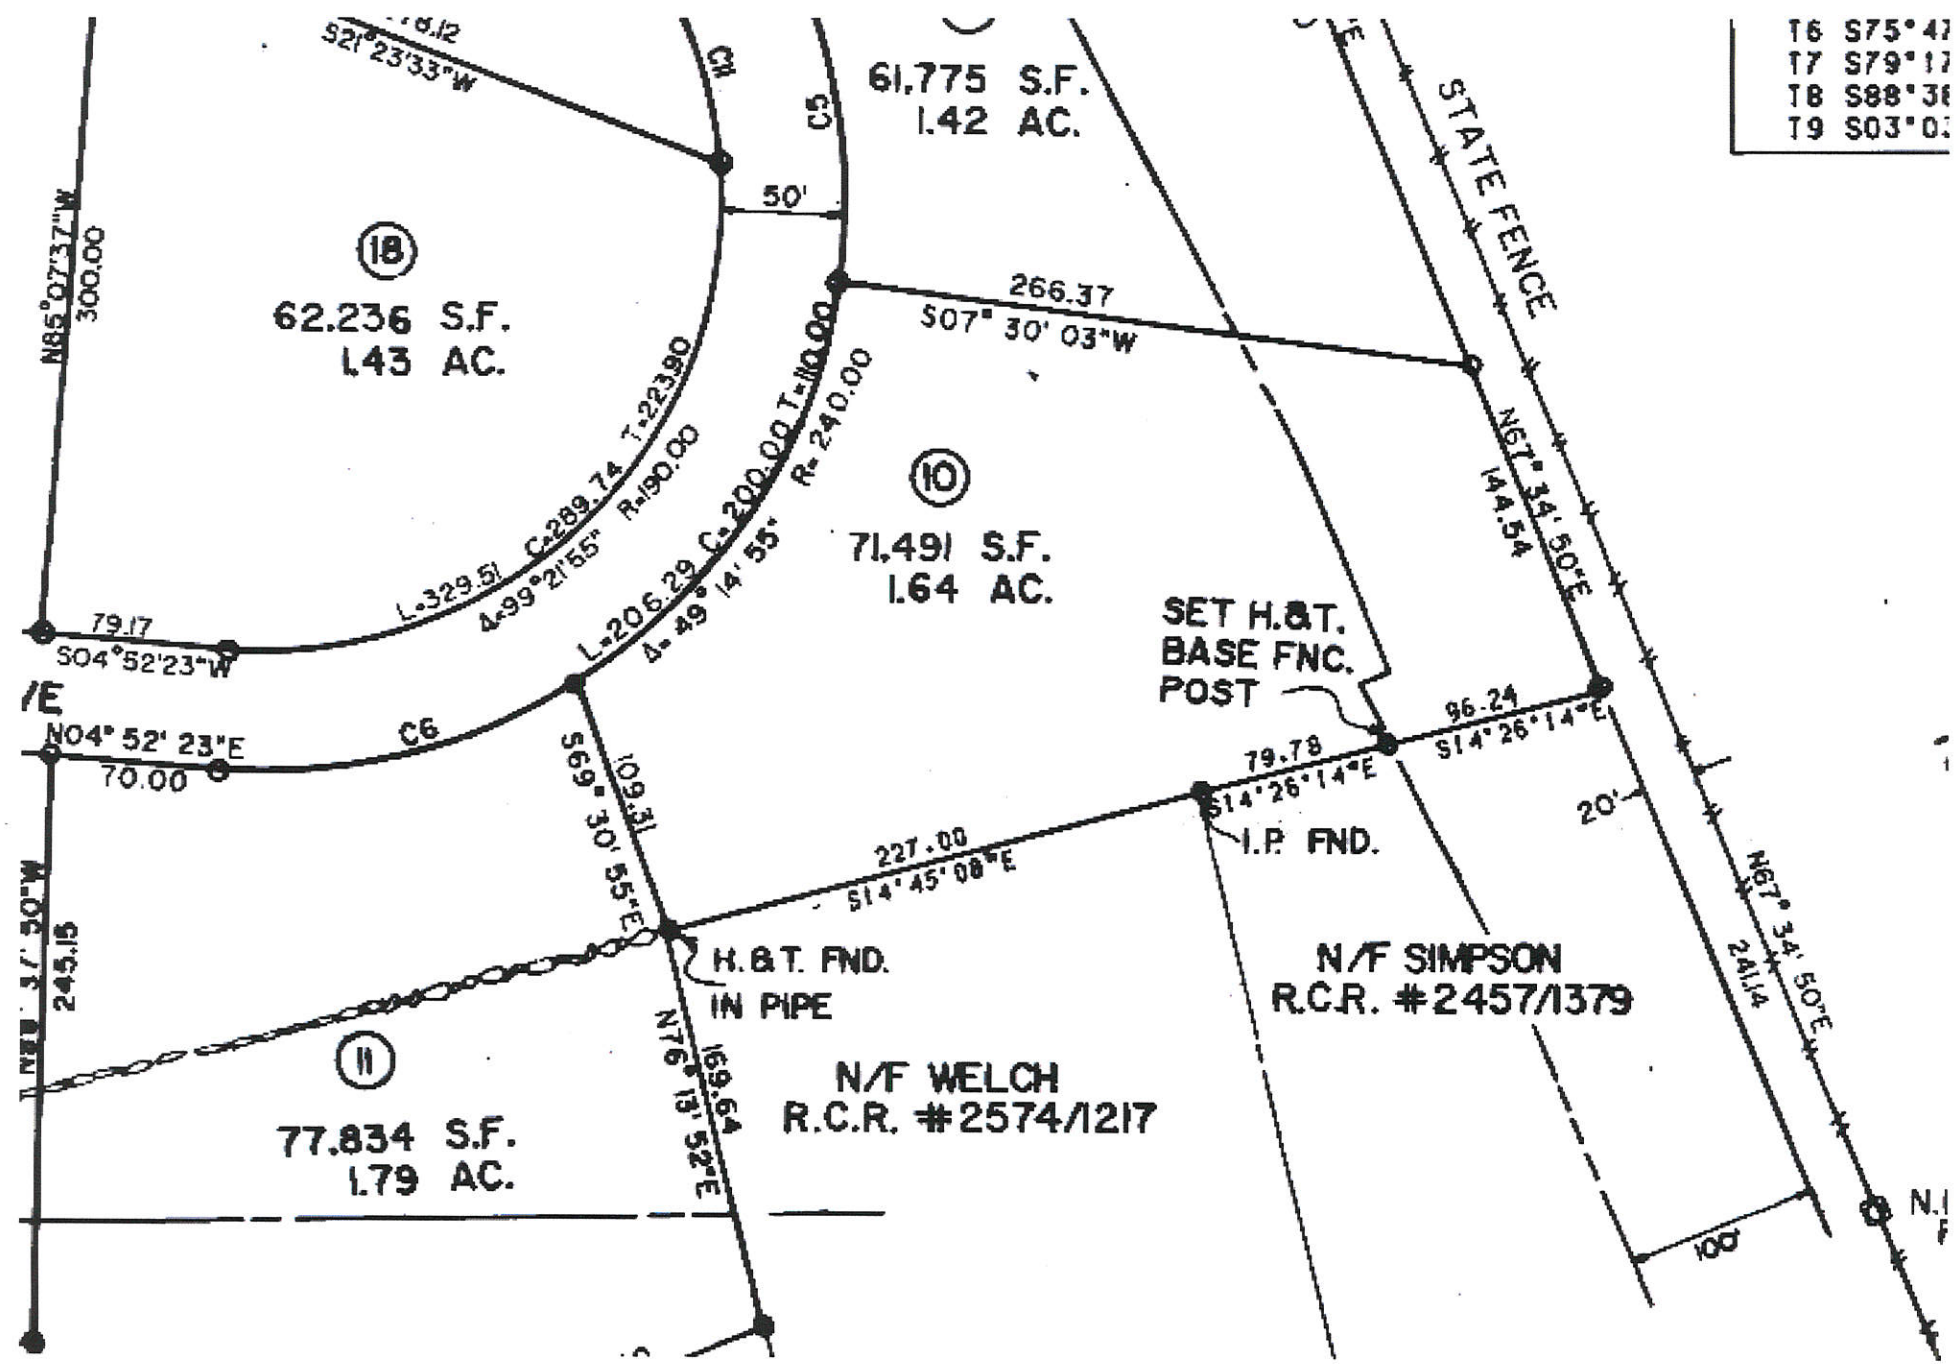 S21°23'33"W
C11
C5
61,775 S.F.
1.42 AC.
STATE FENCE
T6 S75°47
T7 S79°17
T8 S88°38
T9 S03°03
N85°07'37"W
300.00
50'
18
62,236 S.F.
1.43 AC.
266.37
S07° 30' 03"W
L=329.51 C=289.74 T=223.90
Δ=99°21'55" R=190.00
L=206.29 C=200.00 T=110.00
Δ= 49° 14' 55" R= 240.00
10
71,491 S.F.
1.64 AC.
N67° 34' 50"E
144.54
SET H.&T.
BASE FNC.
POST
79.17
S04°52'23"W
/E
N04° 52' 23"E
70.00
C6
109.31
S69° 30' 55"E
96.24
S14°26'14"E
79.78
S14°26'14"E
I.P. FND.
20'
227.00
S14°45'08"E
37' 50"W
245.15
H.&T. FND.
IN PIPE
N67° 34' 50"E
241.14
N/F SIMPSON
R.C.R. #2457/1379
11
77,834 S.F.
1.79 AC.
N76° 13' 52"E
169.64
N/F WELCH
R.C.R. #2574/1217
100'